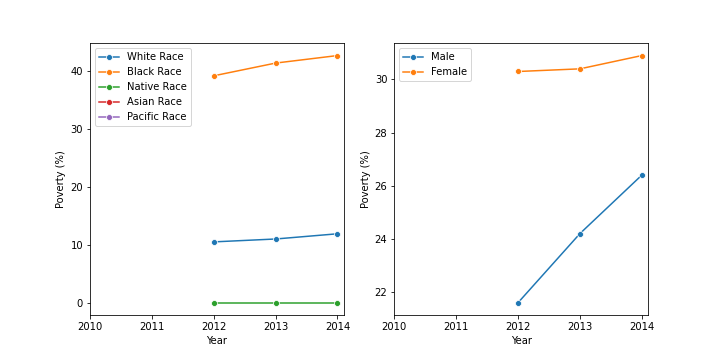 White Race
Black Race
Native Race
Asian Race
Pacific Race
40
30
20
10
0
Poverty (%)
2010 2011 2012 2013 2014
Year
Male
Female
30
28
26
24
22
Poverty (%)
2010 2011 2012 2013 2014
Year